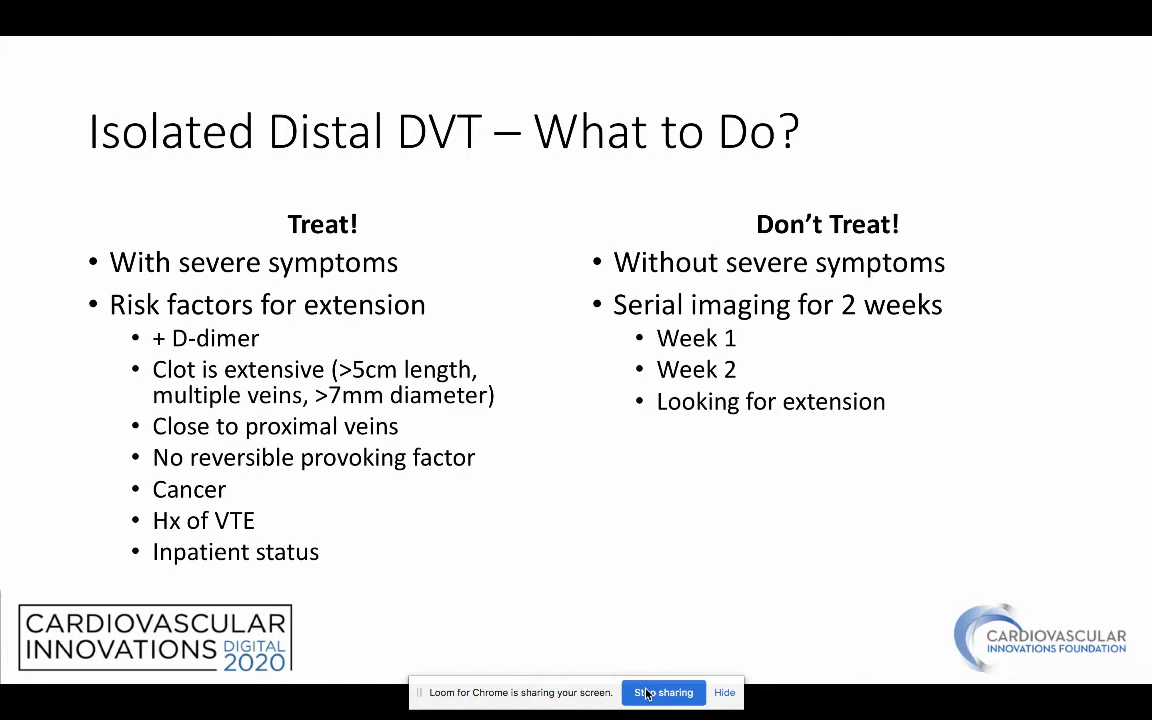 Isolated Distal DVT – What to Do?
Treat!
• With severe symptoms
• Risk factors for extension
• + D-dimer
• Clot is extensive (>5cm length,
multiple veins, >7mm diameter)
• Close to proximal veins
• No reversible provoking factor
• Cancer
• Hx of VTE
• Inpatient status
Don’t Treat!
• Without severe symptoms
• Serial imaging for 2 weeks
• Week 1
• Week 2
• Looking for extension
CARDIOVASCULAR
INNOVATIONS DIGITAL
2020
CARDIOVASCULAR
INNOVATIONS FOUNDATION
Loom for Chrome is sharing your screen.
Stop sharing
Hide